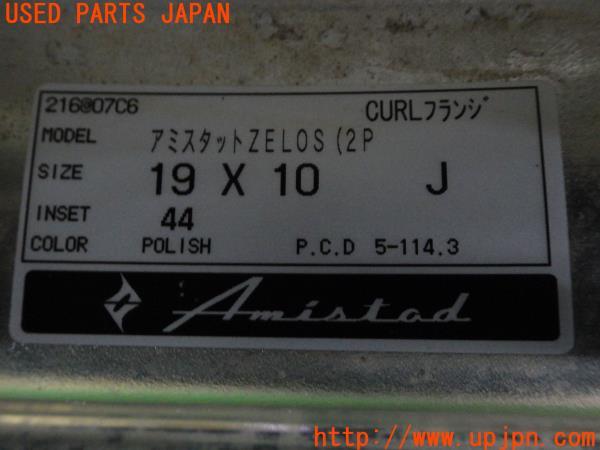 USED PARTS JAPAN
216@07C6 CURLフランジ
MODEL アミスタットZELOS (2P
SIZE 19 X 10 J
INSET 44
COLOR POLISH P.C.D 5-114.3
Amistad
UPJ
http://www.upjpn.com/